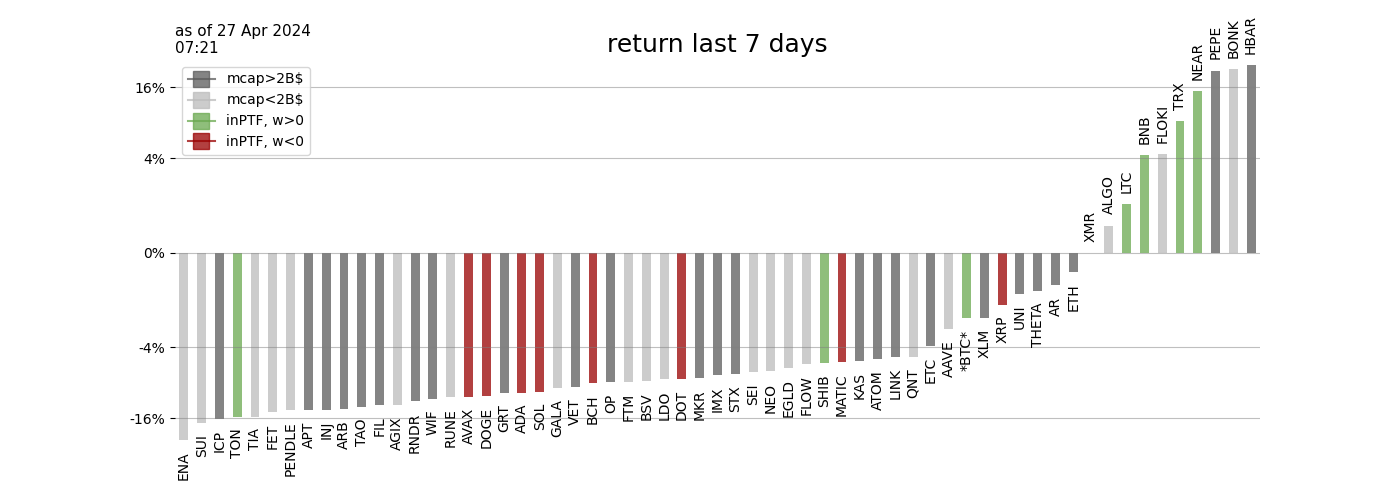 as of 27 Apr 2024
07:21
return last 7 days
mcap>2B$
mcap<2B$
inPTF, w>0
inPTF, w<0
16%
4%
0%
-4%
-16%
ENA
SUI
ICP
TON
TIA
FET
PENDLE
APT
INJ
ARB
TAO
FIL
AGIX
RNDR
WIF
RUNE
AVAX
DOGE
GRT
ADA
SOL
GALA
VET
BCH
OP
FTM
BSV
LDO
DOT
MKR
IMX
STX
SEI
NEO
EGLD
FLOW
SHIB
MATIC
KAS
ATOM
LINK
QNT
ETC
AAVE
*BTC*
XLM
XRP
UNI
THETA
AR
ETH
XMR
ALGO
LTC
BNB
FLOKI
TRX
NEAR
PEPE
BONK
HBAR